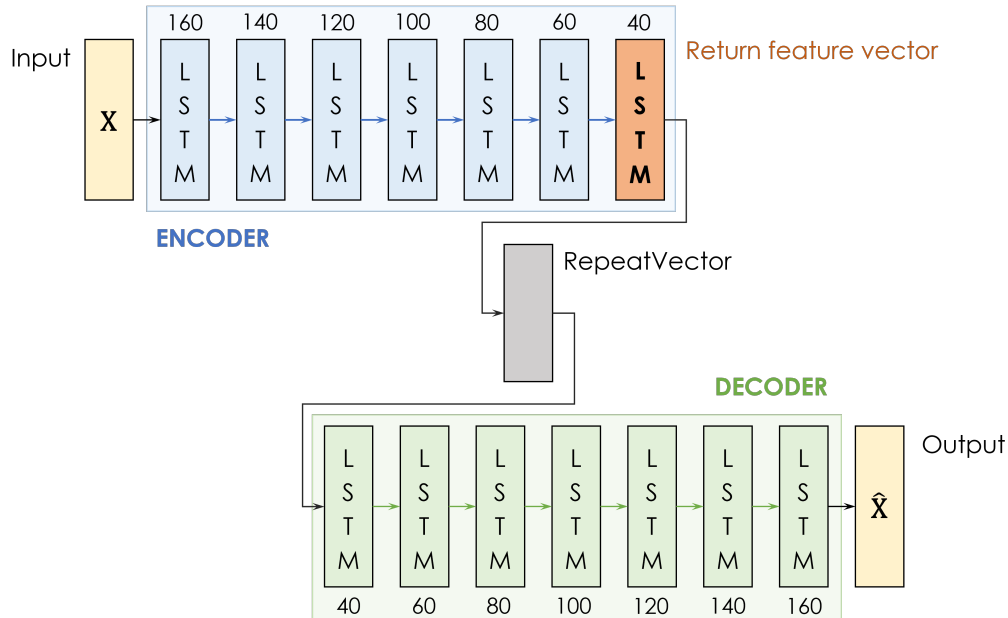 160 140 120 100 80 60 40
Input
Return feature vector
X
L S T M
L S T M
L S T M
L S T M
L S T M
L S T M
L S T M
ENCODER
RepeatVector
DECODER
Output
L S T M
L S T M
L S T M
L S T M
L S T M
L S T M
L S T M
X̂
40 60 80 100 120 140 160